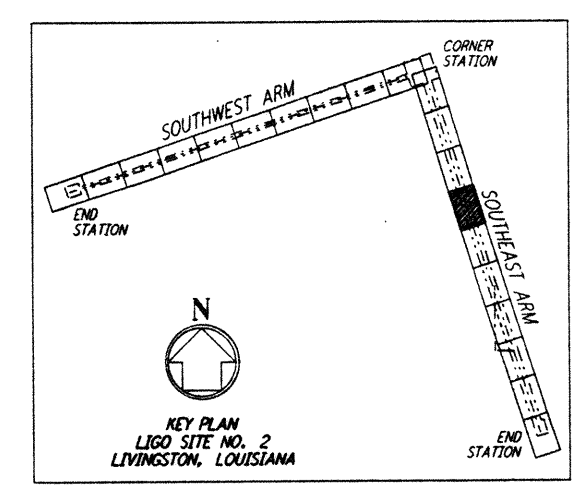 CORNER
STATION
SOUTHWEST ARM
END
STATION
SOUTHEAST ARM
N
KEY PLAN
LIGO SITE NO. 2
LIVINGSTON, LOUISIANA
END
STATION